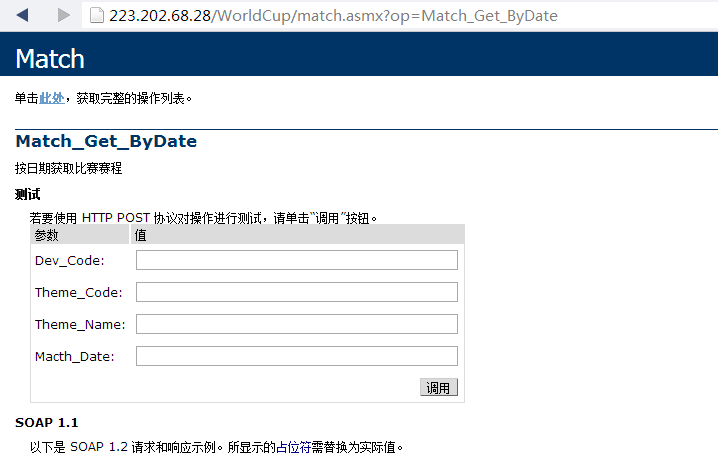 223.202.68.28/WorldCup/match.asmx?op=Match_Get_ByDate
Match
单击此处，获取完整的操作列表。
Match_Get_ByDate
按日期获取比赛赛程
测试
若要使用 HTTP POST 协议对操作进行测试，请单击“调用”按钮。
参数 值
Dev_Code:
Theme_Code:
Theme_Name:
Macth_Date:
调用
SOAP 1.1
以下是 SOAP 1.2 请求和响应示例。所显示的占位符需替换为实际值。